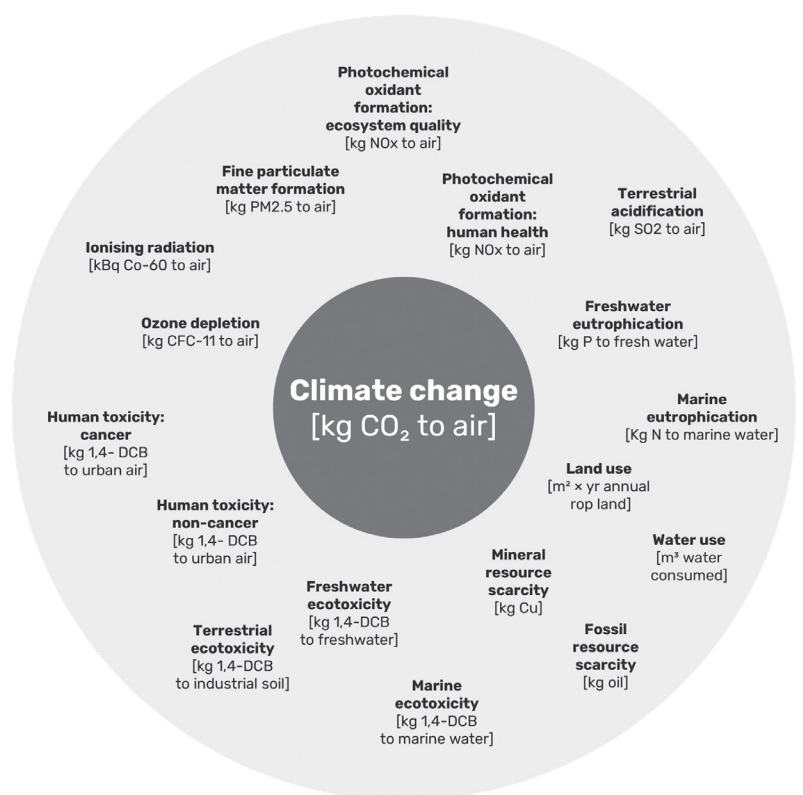 Photochemical
oxidant
formation:
ecosystem quality
[kg NOx to air]
Fine particulate
matter formation
[kg PM2.5 to air]
Photochemical
oxidant
formation:
human health
[kg NOx to air]
Terrestrial
acidification
[kg SO2 to air]
Ionising radiation
[kBq Co-60 to air]
Ozone depletion
[kg CFC-11 to air]
Freshwater
eutrophication
[kg P to fresh water]
Climate change
[kg CO₂ to air]
Human toxicity:
cancer
[kg 1,4- DCB
to urban air]
Marine
eutrophication
[Kg N to marine water]
Land use
[m² × yr annual
rop land]
Human toxicity:
non-cancer
[kg 1,4- DCB
to urban air]
Water use
[m³ water
consumed]
Mineral
resource
scarcity
[kg Cu]
Freshwater
ecotoxicity
[kg 1,4-DCB
to freshwater]
Terrestrial
ecotoxicity
[kg 1,4-DCB
to industrial soil]
Fossil
resource
scarcity
[kg oil]
Marine
ecotoxicity
[kg 1,4-DCB
to marine water]